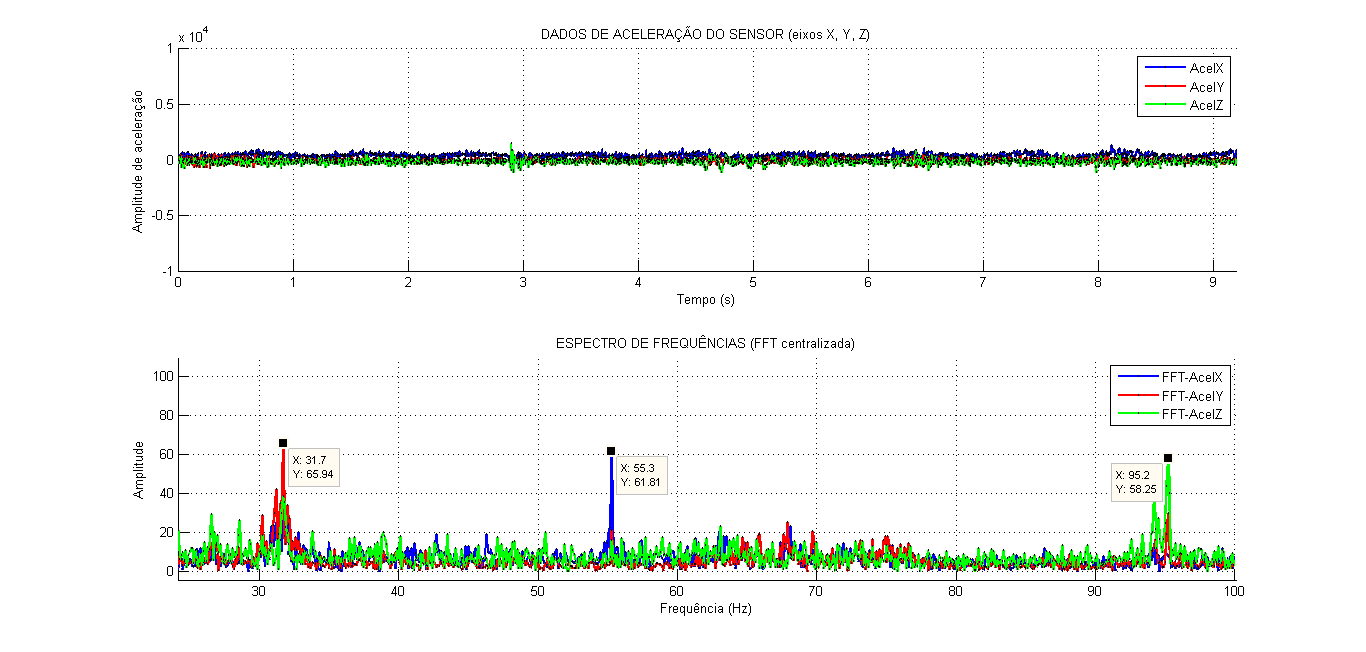 DADOS DE ACELERAÇÃO DO SENSOR (eixos X, Y, Z)
x 10^4
1
0.5
0
-0.5
-1
Amplitude de aceleração
AcelX
AcelY
AcelZ
0 1 2 3 4 5 6 7 8 9
Tempo (s)
ESPECTRO DE FREQUÊNCIAS (FFT centralizada)
100
80
60
40
20
0
Amplitude
FFT-AcelX
FFT-AcelY
FFT-AcelZ
X: 31.7
Y: 65.94
X: 55.3
Y: 61.81
X: 95.2
Y: 58.25
30 40 50 60 70 80 90 100
Frequência (Hz)